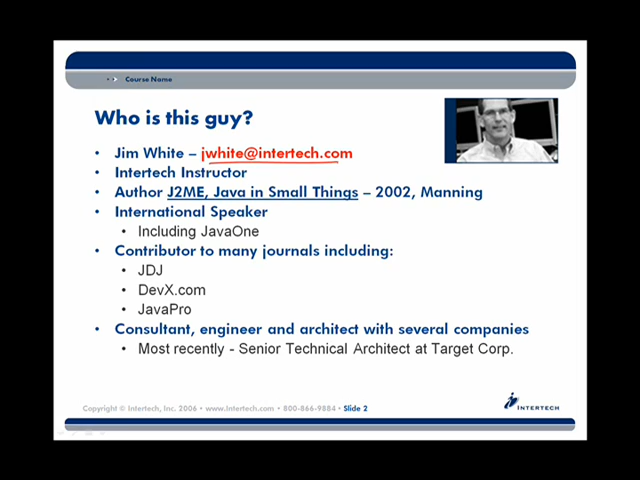 Course Name
Who is this guy?
• Jim White – jwhite@intertech.com
• Intertech Instructor
• Author J2ME, Java in Small Things – 2002, Manning
• International Speaker
• Including JavaOne
• Contributor to many journals including:
• JDJ
• DevX.com
• JavaPro
• Consultant, engineer and architect with several companies
• Most recently - Senior Technical Architect at Target Corp.
Copyright © Intertech, Inc. 2006 • www.Intertech.com • 800-866-9884 • Slide 2
INTERTECH